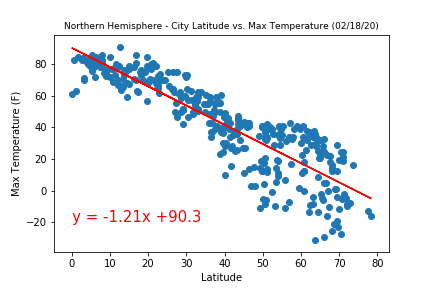 Northern Hemisphere - City Latitude vs. Max Temperature (02/18/20)
Max Temperature (F)
80
60
40
20
0
−20
y = -1.21x +90.3
0 10 20 30 40 50 60 70 80
Latitude